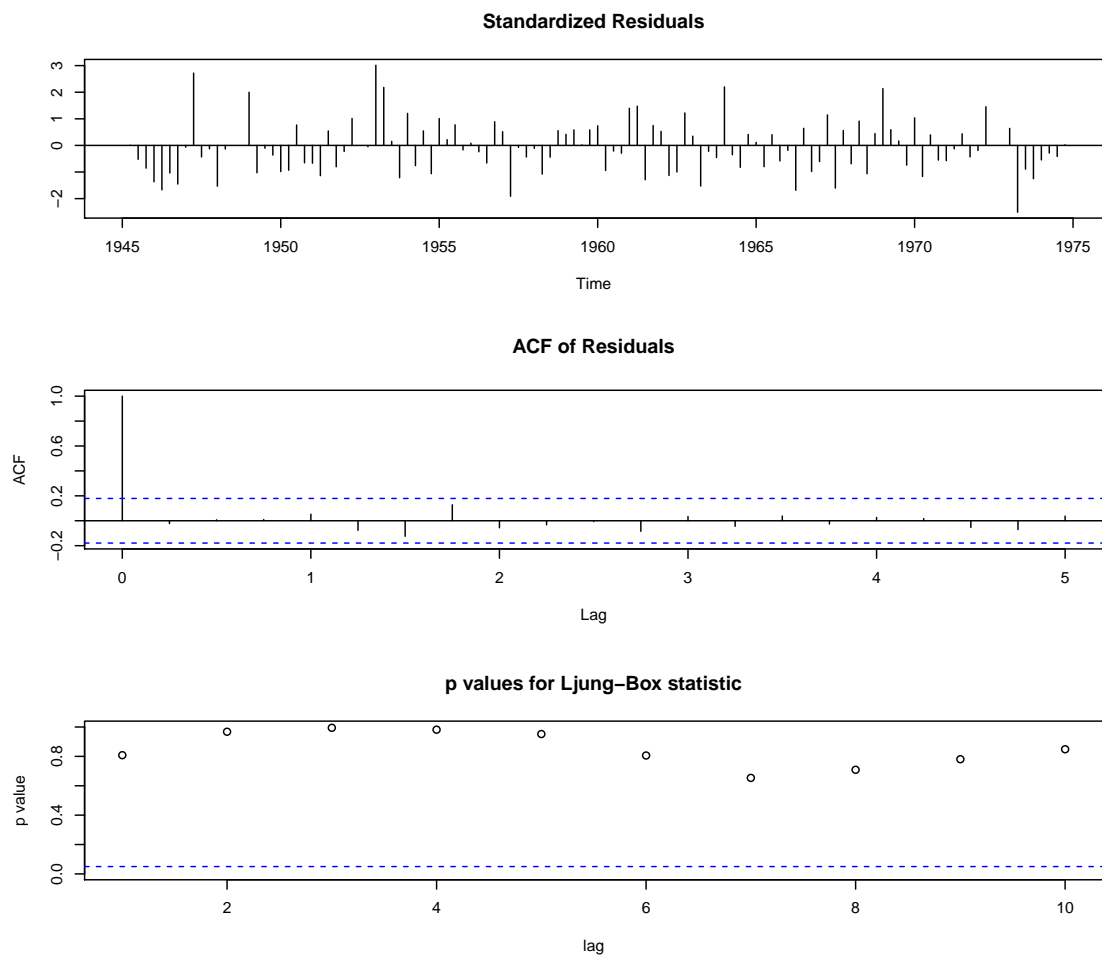 Standardized Residuals
3
2
1
0
−2
1945 1950 1955 1960 1965 1970 1975
Time
ACF of Residuals
ACF
1.0
0.6
0.2
−0.2
0 1 2 3 4 5
Lag
p values for Ljung−Box statistic
p value
0.8
0.4
0.0
2 4 6 8 10
lag